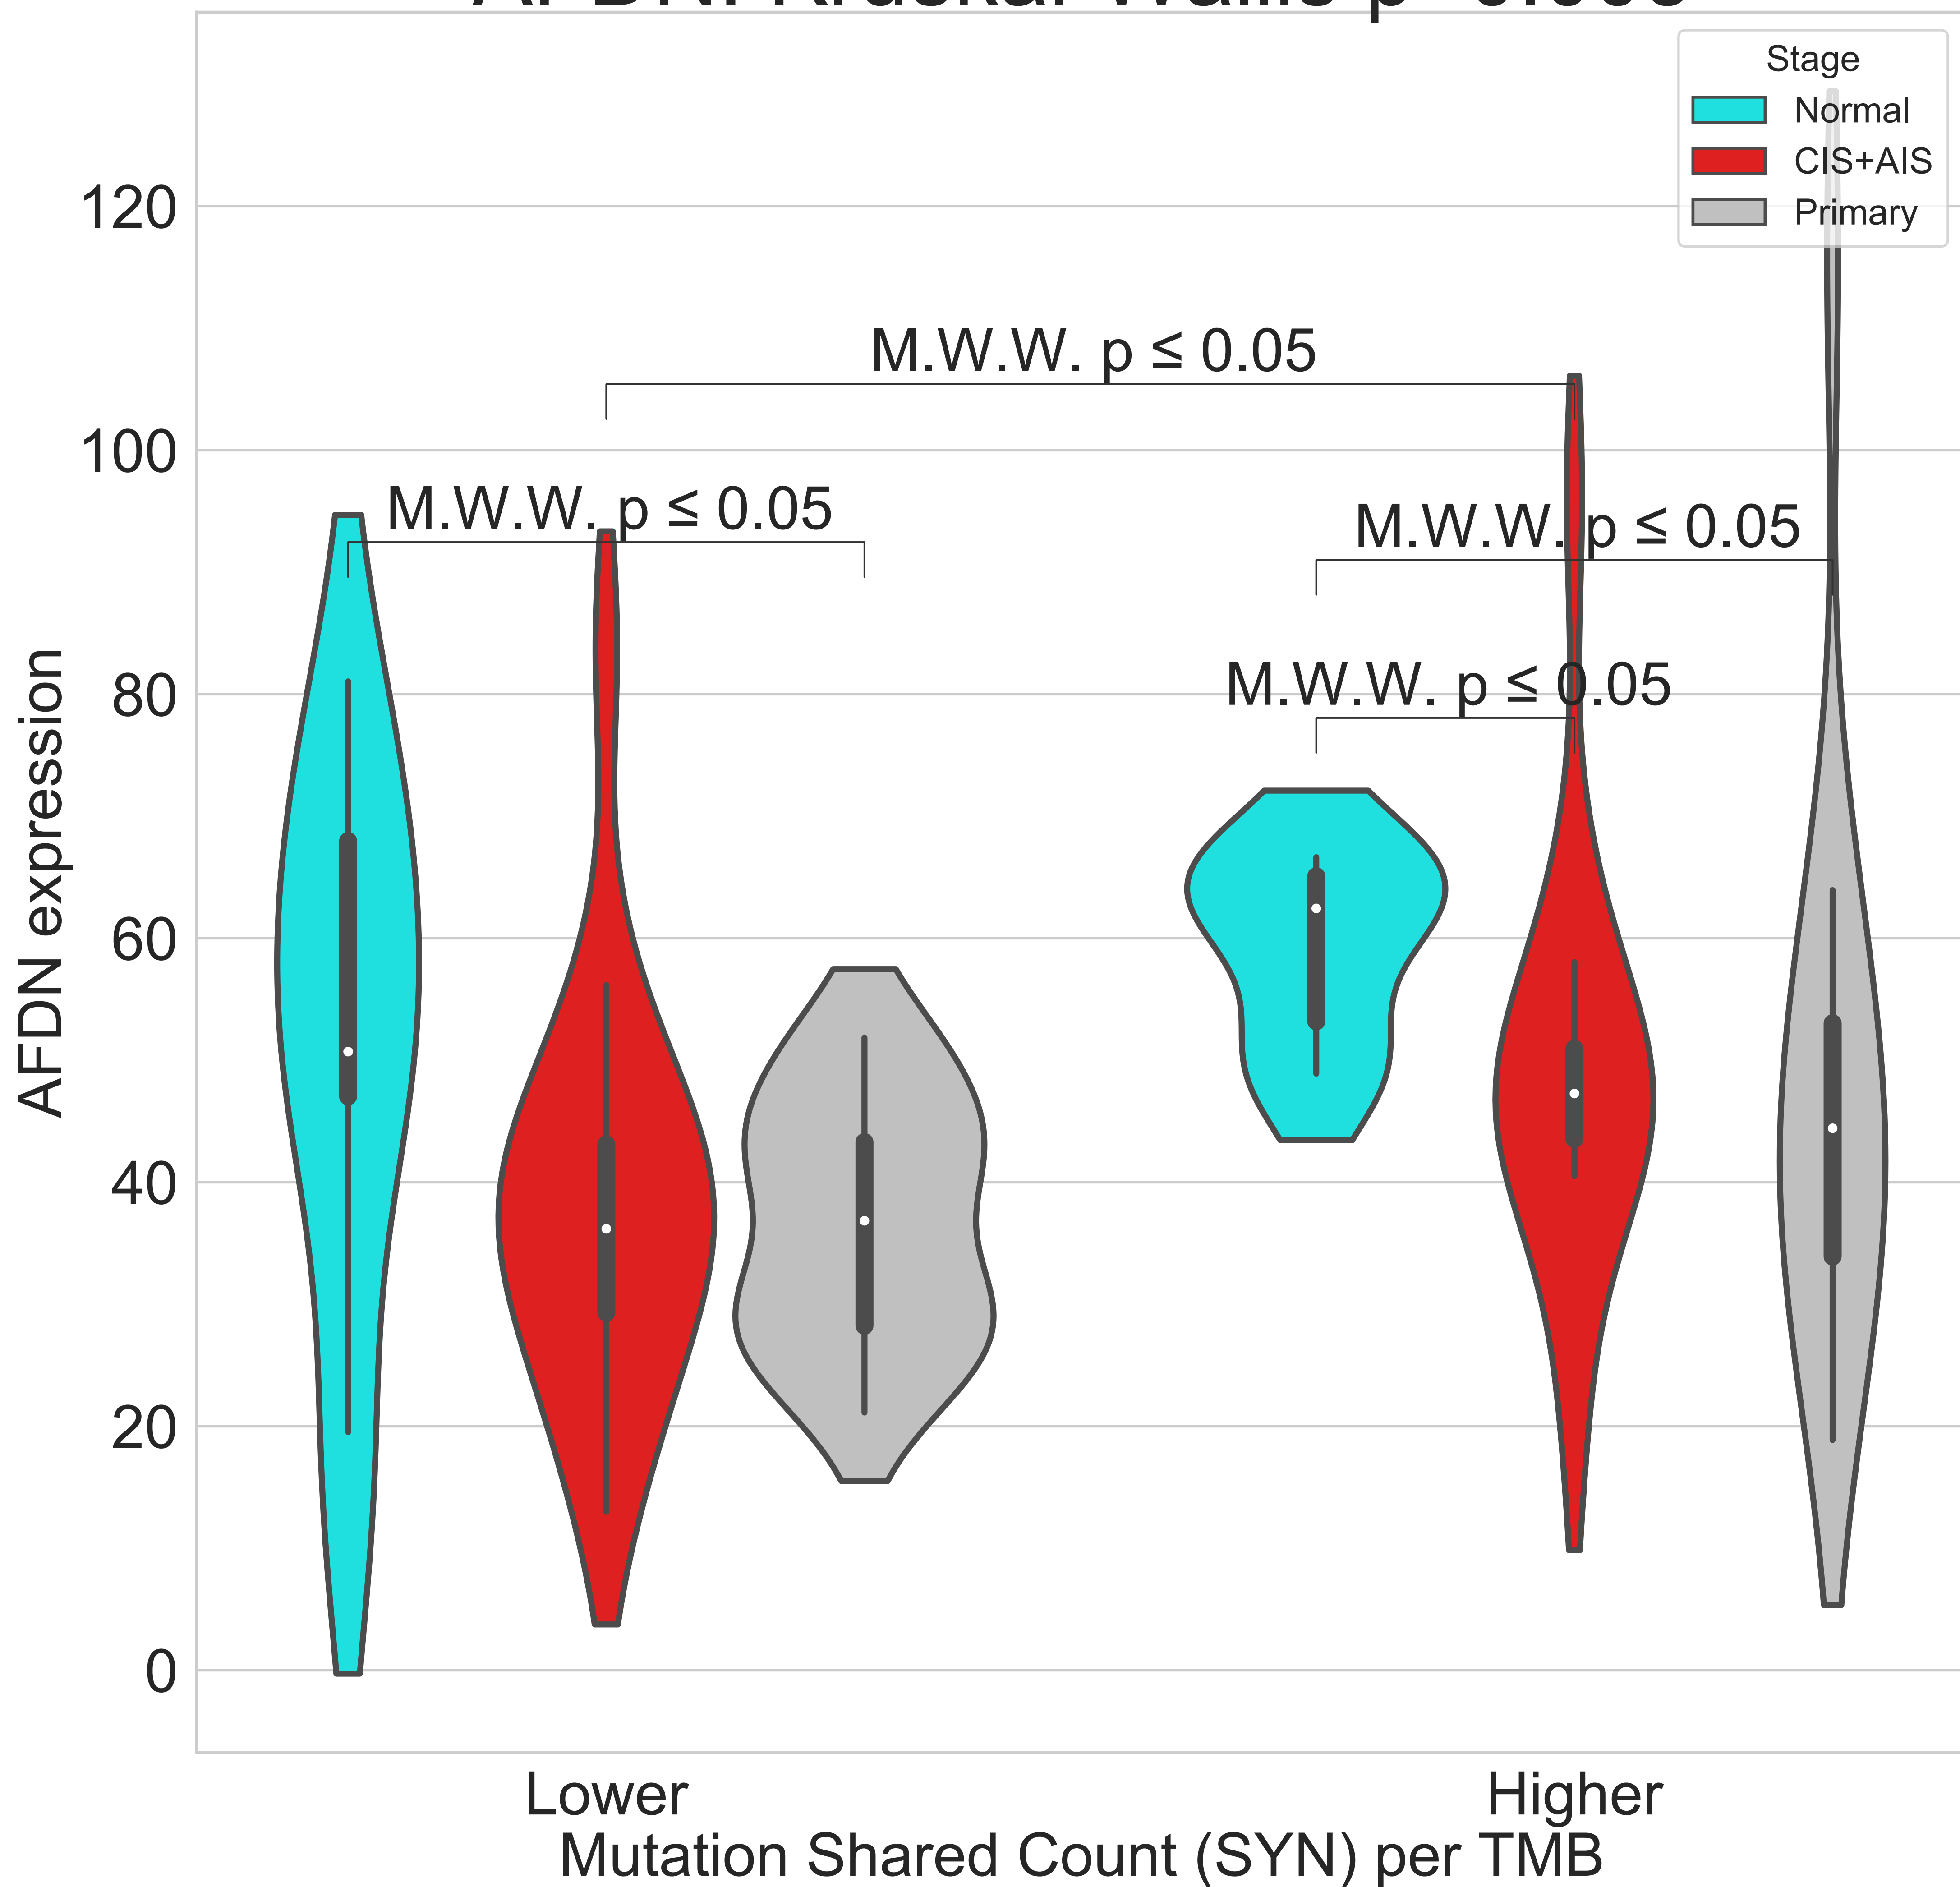 Stage
Normal
CIS+AIS
Primary
120
100
80
60
40
20
0
AFDN expression
M.W.W. p ≤ 0.05
M.W.W. p ≤ 0.05
M.W.W. p ≤ 0.05
M.W.W. p ≤ 0.05
Lower
Higher
Mutation Shared Count (SYN) per TMB